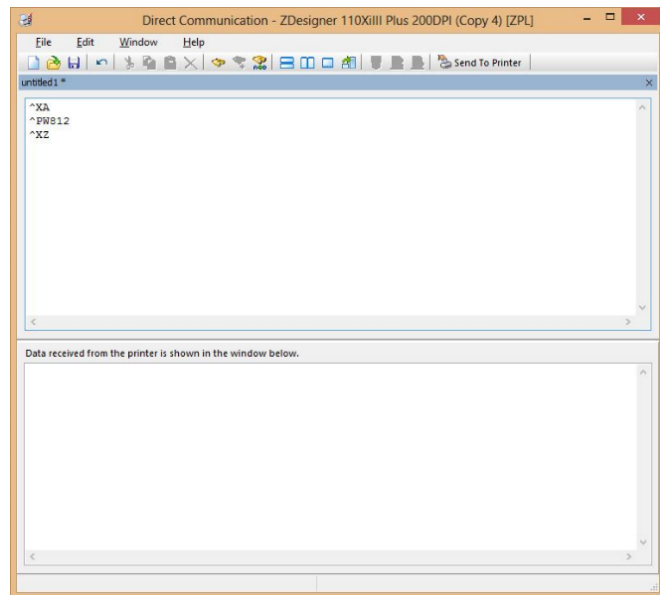 Direct Communication - ZDesigner 110XiIII Plus 200DPI (Copy 4) [ZPL]
File Edit Window Help
Send To Printer
untitled1 *
^XA
^PW812
^XZ
Data received from the printer is shown in the window below.